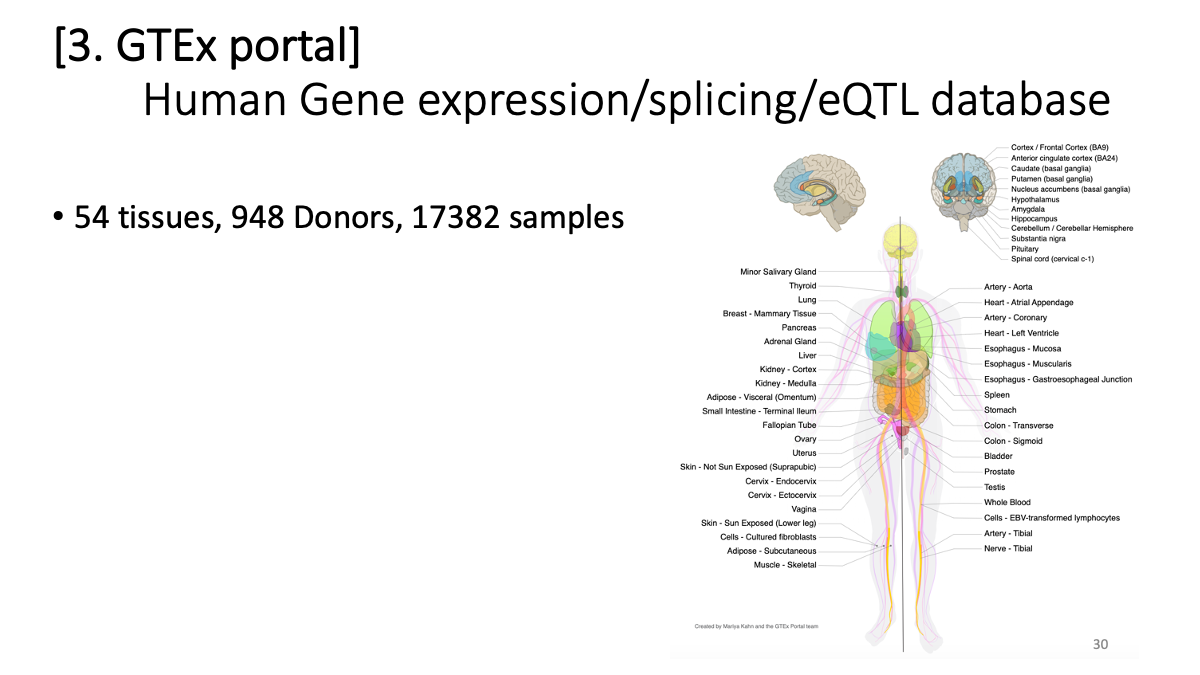 [3. GTEx portal]
Human Gene expression/splicing/eQTL database
• 54 tissues, 948 Donors, 17382 samples
Cortex / Frontal Cortex (BA9)
Anterior cingulate cortex (BA24)
Caudate (basal ganglia)
Putamen (basal ganglia)
Nucleus accumbens (basal ganglia)
Hypothalamus
Amygdala
Hippocampus
Cerebellum / Cerebellar Hemisphere
Substantia nigra
Pituitary
Spinal cord (cervical c-1)
Minor Salivary Gland
Thyroid
Lung
Breast - Mammary Tissue
Pancreas
Adrenal Gland
Liver
Kidney - Cortex
Kidney - Medulla
Adipose - Visceral (Omentum)
Small Intestine - Terminal Ileum
Fallopian Tube
Ovary
Uterus
Skin - Not Sun Exposed (Suprapubic)
Cervix - Endocervix
Cervix - Ectocervix
Vagina
Skin - Sun Exposed (Lower leg)
Cells - Cultured fibroblasts
Adipose - Subcutaneous
Muscle - Skeletal
Artery - Aorta
Heart - Atrial Appendage
Artery - Coronary
Heart - Left Ventricle
Esophagus - Mucosa
Esophagus - Muscularis
Esophagus - Gastroesophageal Junction
Spleen
Stomach
Colon - Transverse
Colon - Sigmoid
Bladder
Prostate
Testis
Whole Blood
Cells - EBV-transformed lymphocytes
Artery - Tibial
Nerve - Tibial
Created by Mariya Kahn and the GTEx Portal team
30